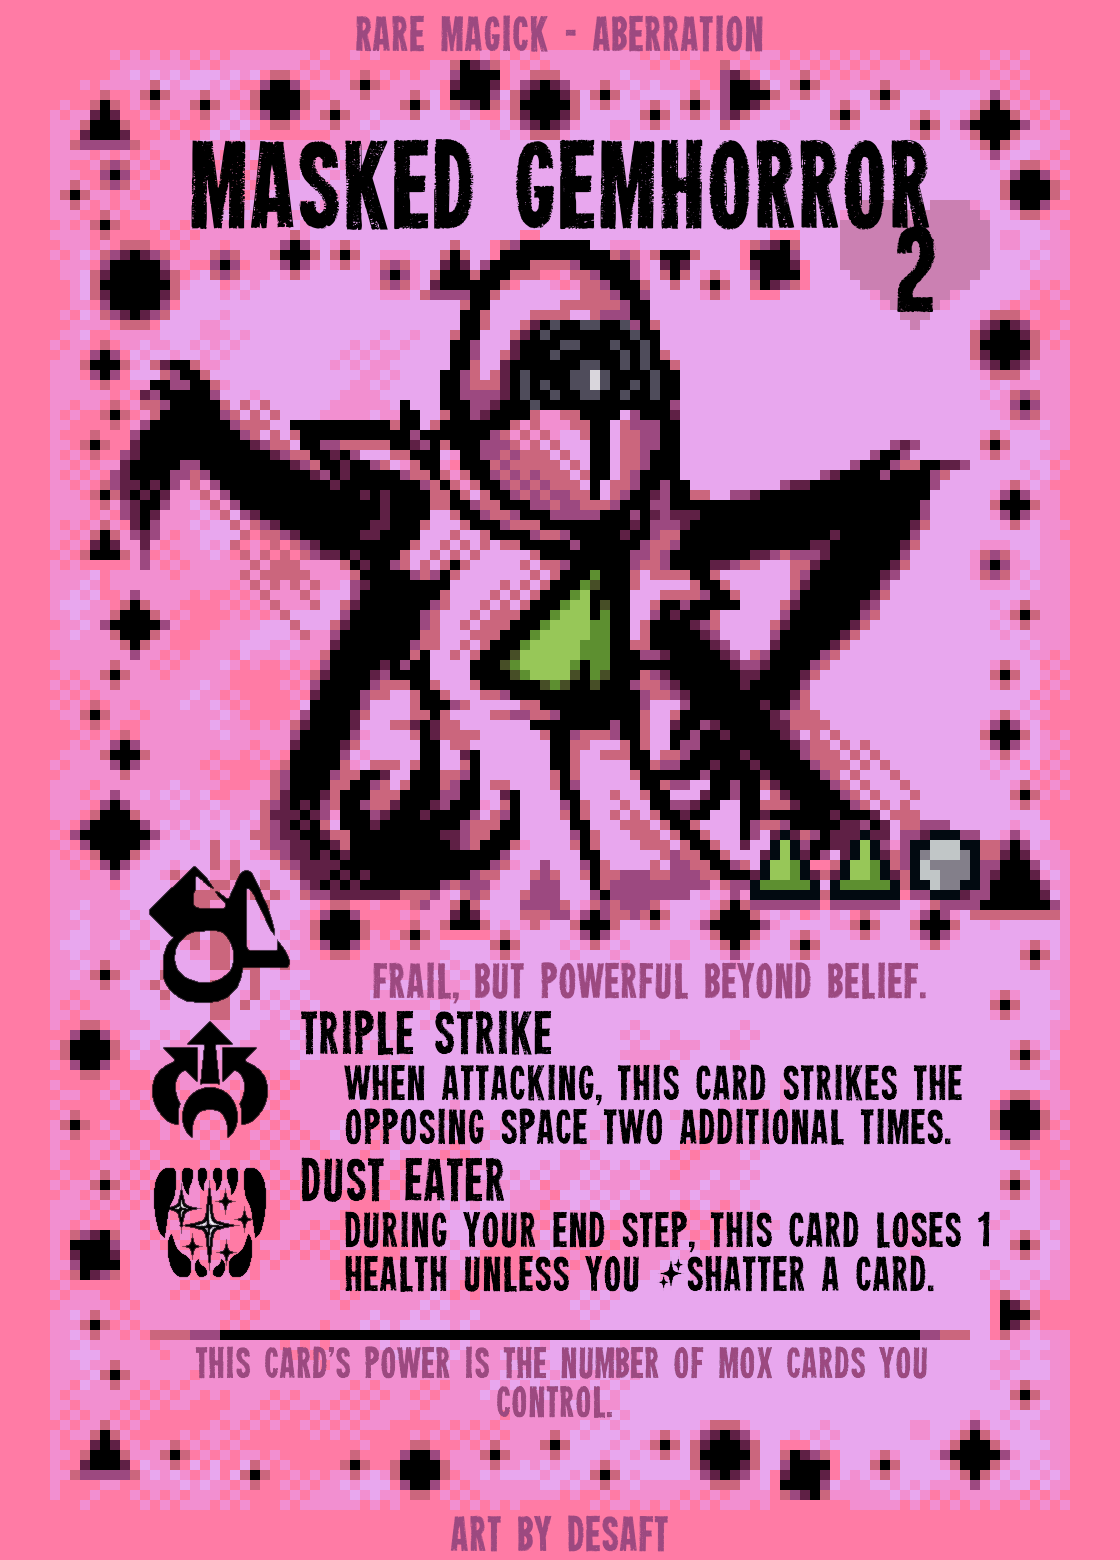 RARE MAGICK - ABERRATION
MASKED GEMHORROR
2
FRAIL, BUT POWERFUL BEYOND BELIEF.
TRIPLE STRIKE
WHEN ATTACKING, THIS CARD STRIKES THE
OPPOSING SPACE TWO ADDITIONAL TIMES.
DUST EATER
DURING YOUR END STEP, THIS CARD LOSES 1
HEALTH UNLESS YOU SHATTER A CARD.
THIS CARD'S POWER IS THE NUMBER OF MOX CARDS YOU
CONTROL.
ART BY DESAFT